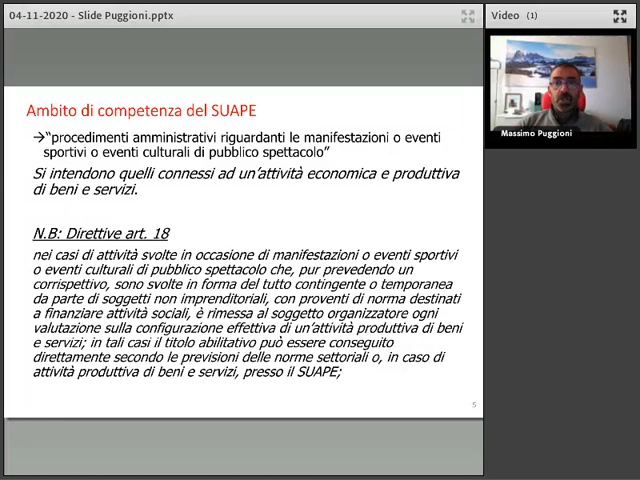 04-11-2020 - Slide Puggioni.pptx
Video (1)
Massimo Puggioni
Ambito di competenza del SUAPE
→“procedimenti amministrativi riguardanti le manifestazioni o eventi
sportivi o eventi culturali di pubblico spettacolo”
Si intendono quelli connessi ad un’attività economica e produttiva
di beni e servizi.
N.B: Direttive art. 18
nei casi di attività svolte in occasione di manifestazioni o eventi sportivi
o eventi culturali di pubblico spettacolo che, pur prevedendo un
corrispettivo, sono svolte in forma del tutto contingente o temporanea
da parte di soggetti non imprenditoriali, con proventi di norma destinati
a finanziare attività sociali, è rimessa al soggetto organizzatore ogni
valutazione sulla configurazione effettiva di un’attività produttiva di beni
e servizi; in tali casi il titolo abilitativo può essere conseguito
direttamente secondo le previsioni delle norme settoriali o, in caso di
attività produttiva di beni e servizi, presso il SUAPE;
5